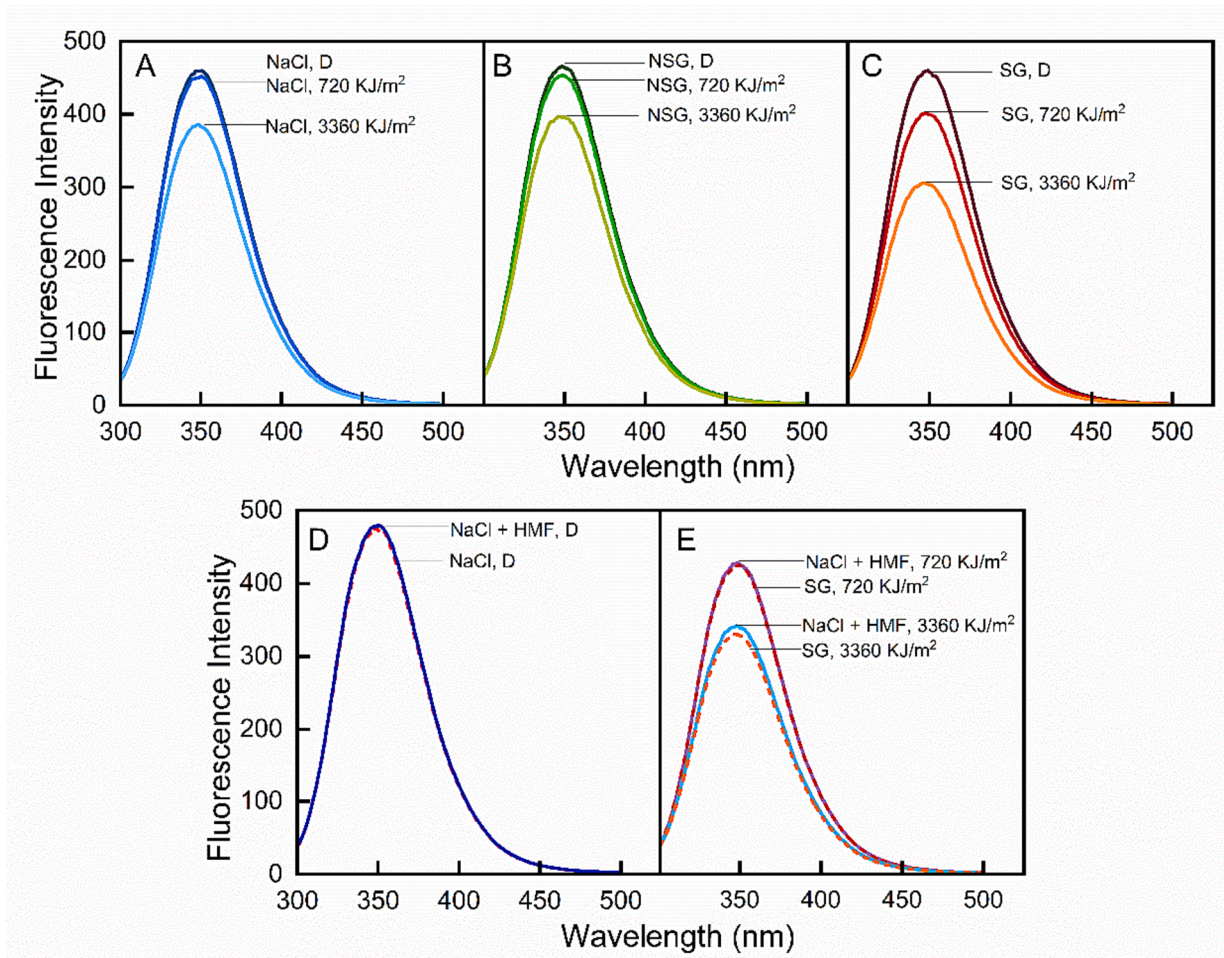 500
400
300
200
100
0
Fluorescence Intensity
A
NaCl, D
NaCl, 720 KJ/m²
NaCl, 3360 KJ/m²
B
NSG, D
NSG, 720 KJ/m²
NSG, 3360 KJ/m²
C
SG, D
SG, 720 KJ/m²
SG, 3360 KJ/m²
300 350 400 450 500 350 400 450 500 350 400 450 500
Wavelength (nm)
500
400
300
200
100
0
Fluorescence Intensity
D
NaCl + HMF, D
NaCl, D
E
NaCl + HMF, 720 KJ/m²
SG, 720 KJ/m²
NaCl + HMF, 3360 KJ/m²
SG, 3360 KJ/m²
300 350 400 450 500 350 400 450 500
Wavelength (nm)